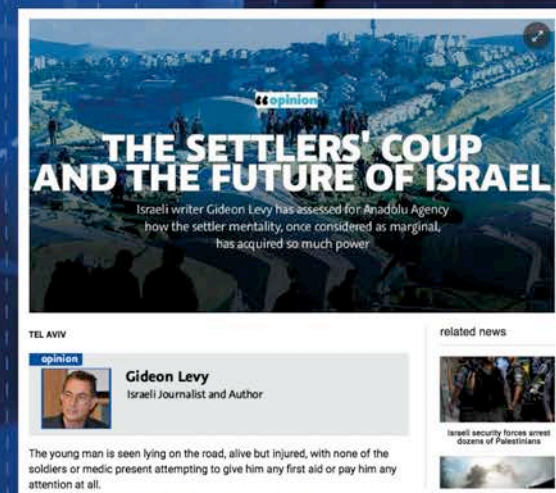 “opinion
THE SETTLERS' COUP
AND THE FUTURE OF ISRAEL
Israeli writer Gideon Levy has assessed for Anadolu Agency
how the settler mentality, once considered as marginal,
has acquired so much power
TEL AVIV
opinion
Gideon Levy
Israeli Journalist and Author
The young man is seen lying on the road, alive but injured, with none of the
soldiers or medic present attempting to give him any first aid or pay him any
attention at all.
related news
Israeli security forces arrest
dozens of Palestinians